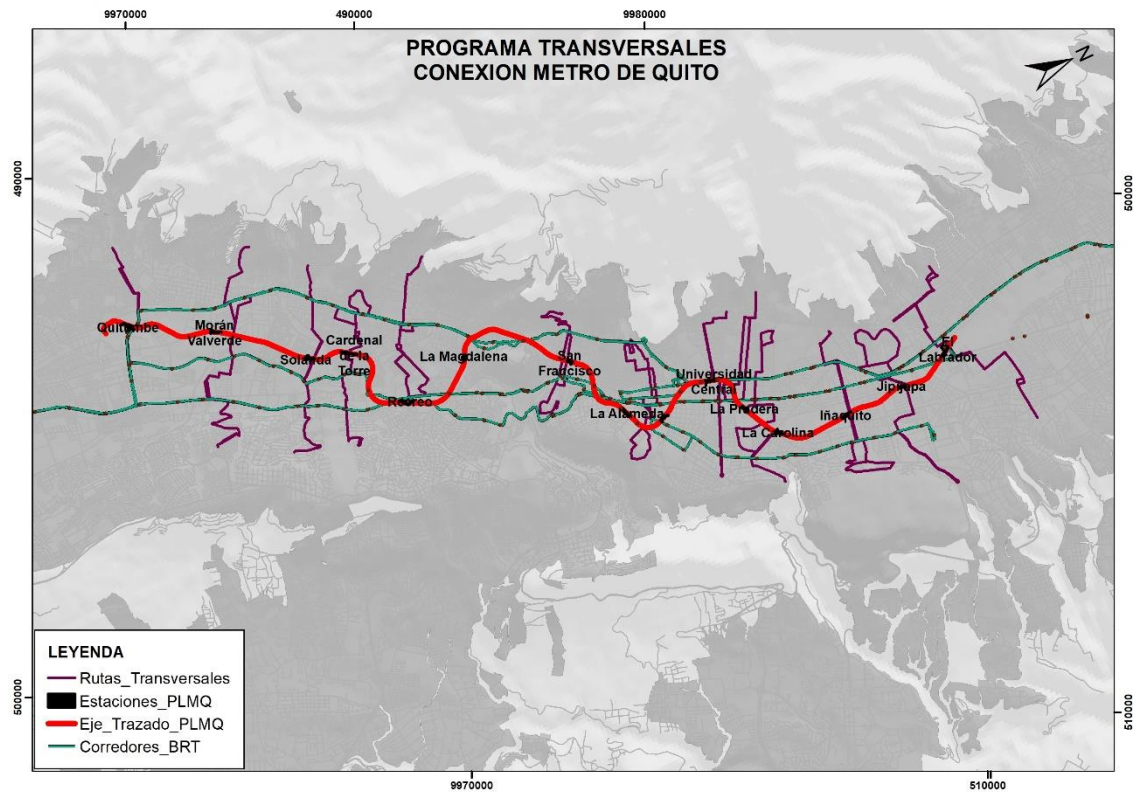 9970000
490000
9980000
PROGRAMA TRANSVERSALES
CONEXION METRO DE QUITO
N
490000
500000
Quitumbe
Morán
Valverde
Solanda
Cardenal
de la
Torre
Recreo
La Magdalena
San
Francisco
La Alameda
Universidad
Central
La Pradera
La Carolina
Iñaquito
Jipijapa
El
Labrador
LEYENDA
Rutas_Transversales
Estaciones_PLMQ
Eje_Trazado_PLMQ
Corredores_BRT
500000
510000
9970000
510000